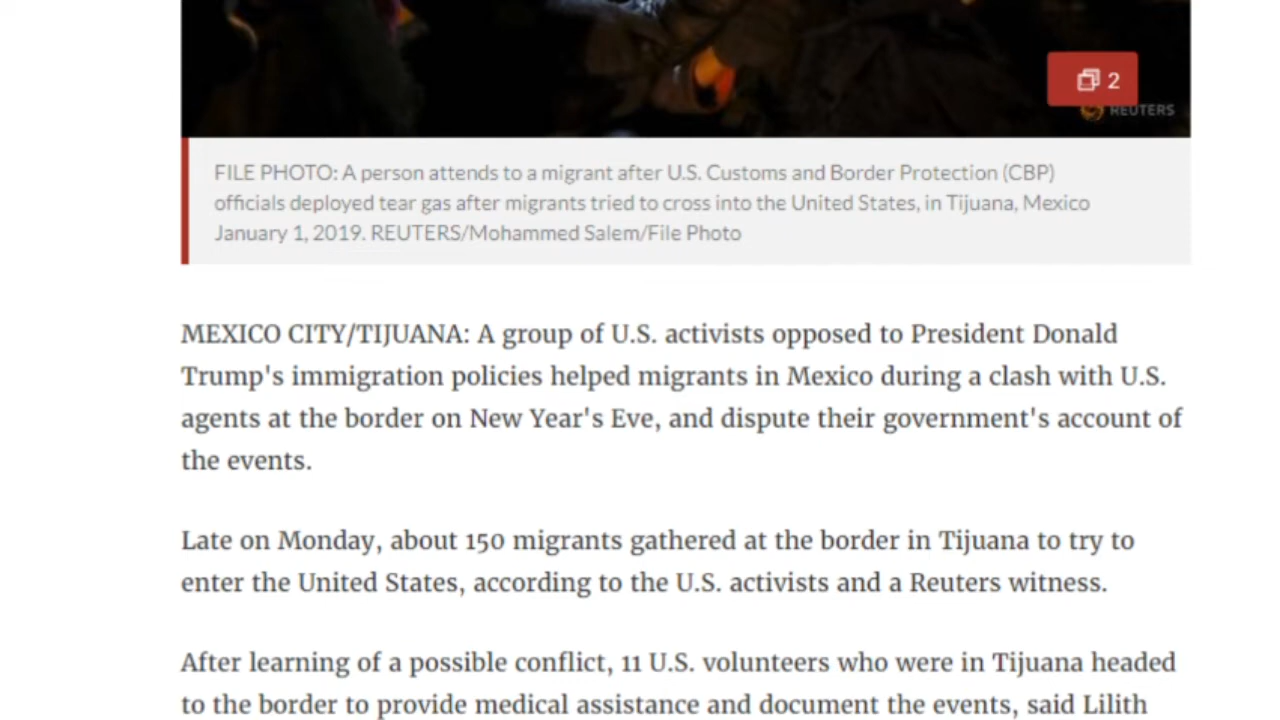 2
REUTERS
FILE PHOTO: A person attends to a migrant after U.S. Customs and Border Protection (CBP)
officials deployed tear gas after migrants tried to cross into the United States, in Tijuana, Mexico
January 1, 2019. REUTERS/Mohammed Salem/File Photo
MEXICO CITY/TIJUANA: A group of U.S. activists opposed to President Donald
Trump's immigration policies helped migrants in Mexico during a clash with U.S.
agents at the border on New Year's Eve, and dispute their government's account of
the events.
Late on Monday, about 150 migrants gathered at the border in Tijuana to try to
enter the United States, according to the U.S. activists and a Reuters witness.
After learning of a possible conflict, 11 U.S. volunteers who were in Tijuana headed
to the border to provide medical assistance and document the events, said Lilith